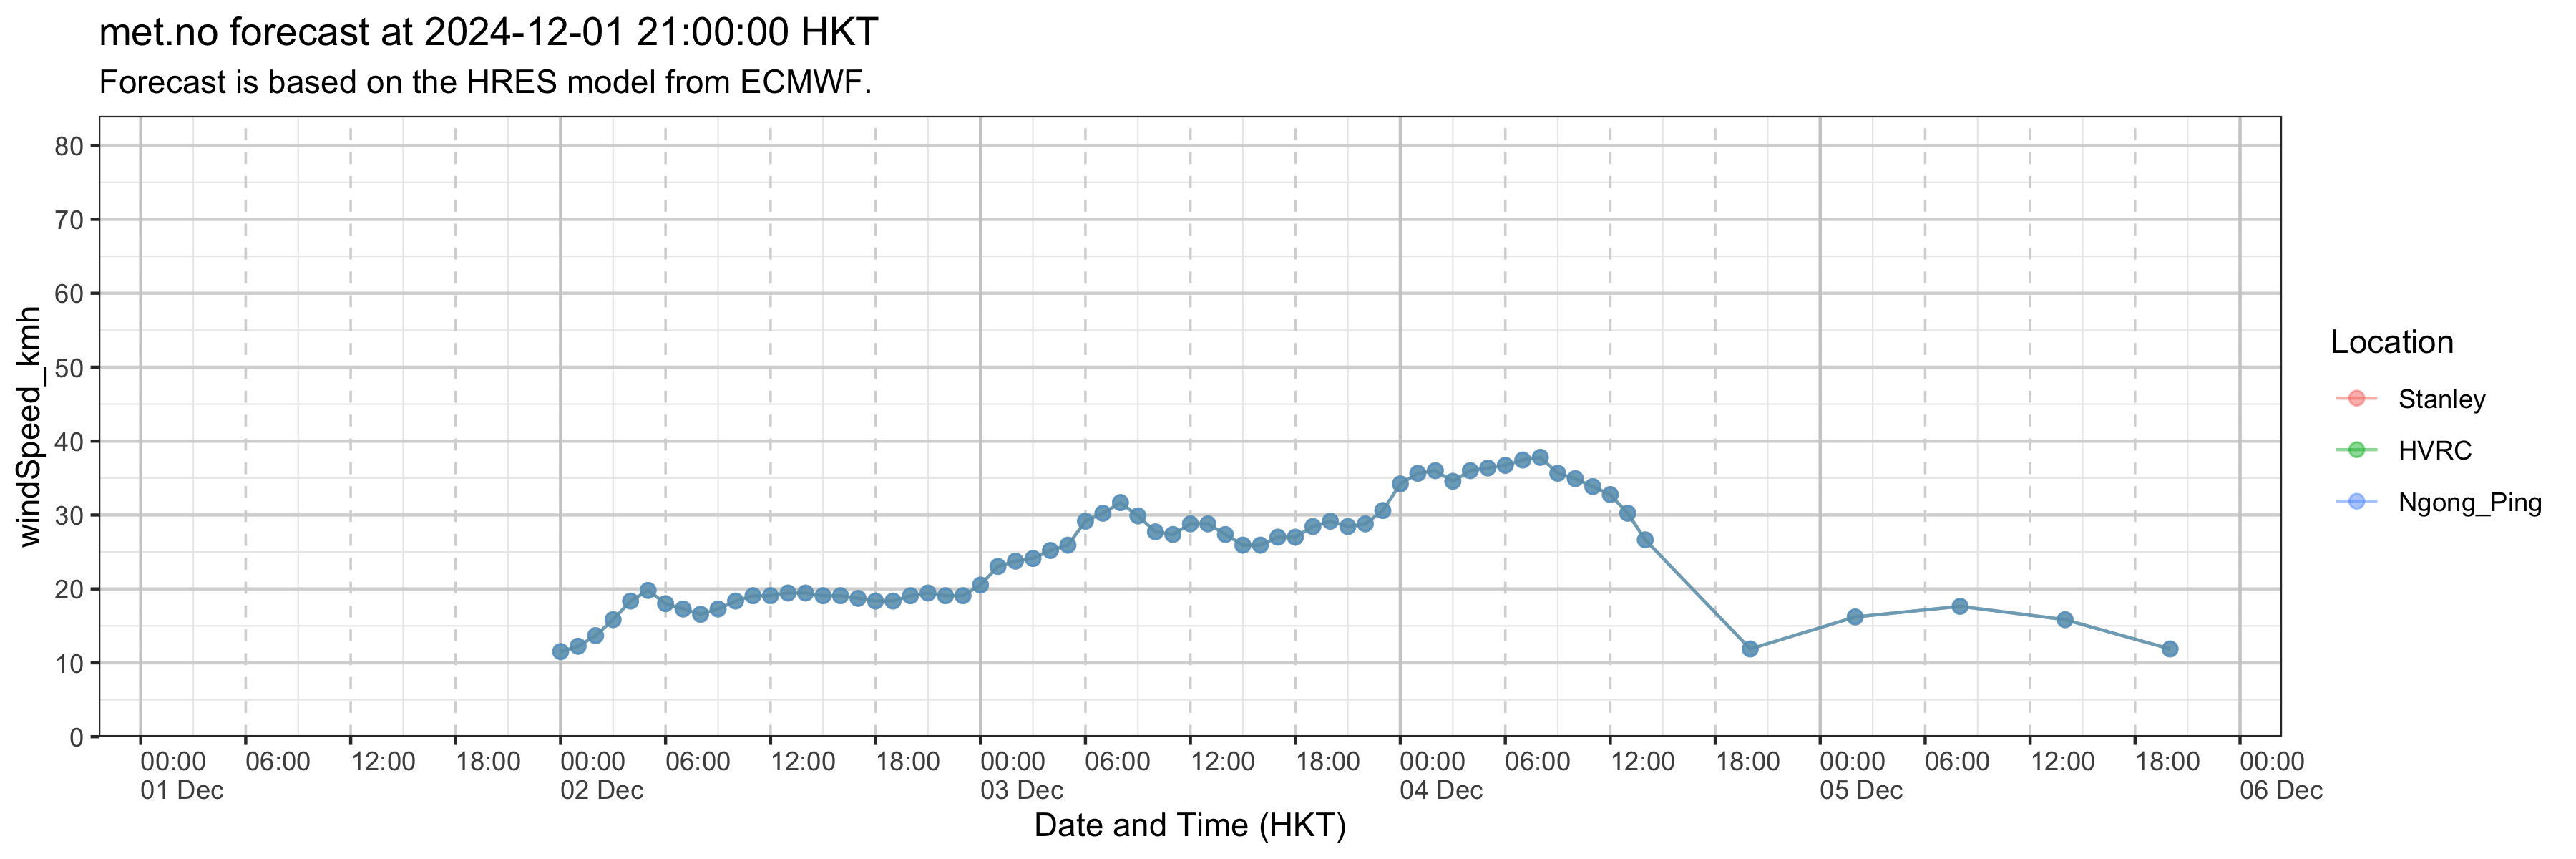 met.no forecast at 2024-12-01 21:00:00 HKT
Forecast is based on the HRES model from ECMWF.
windSpeed_kmh
80
70
60
50
40
30
20
10
0
00:00 06:00 12:00 18:00 00:00 06:00 12:00 18:00 00:00 06:00 12:00 18:00 00:00 06:00 12:00 18:00 00:00 06:00 12:00 18:00 00:00
01 Dec 02 Dec 03 Dec 04 Dec 05 Dec 06 Dec
Date and Time (HKT)
Location
Stanley
HVRC
Ngong_Ping